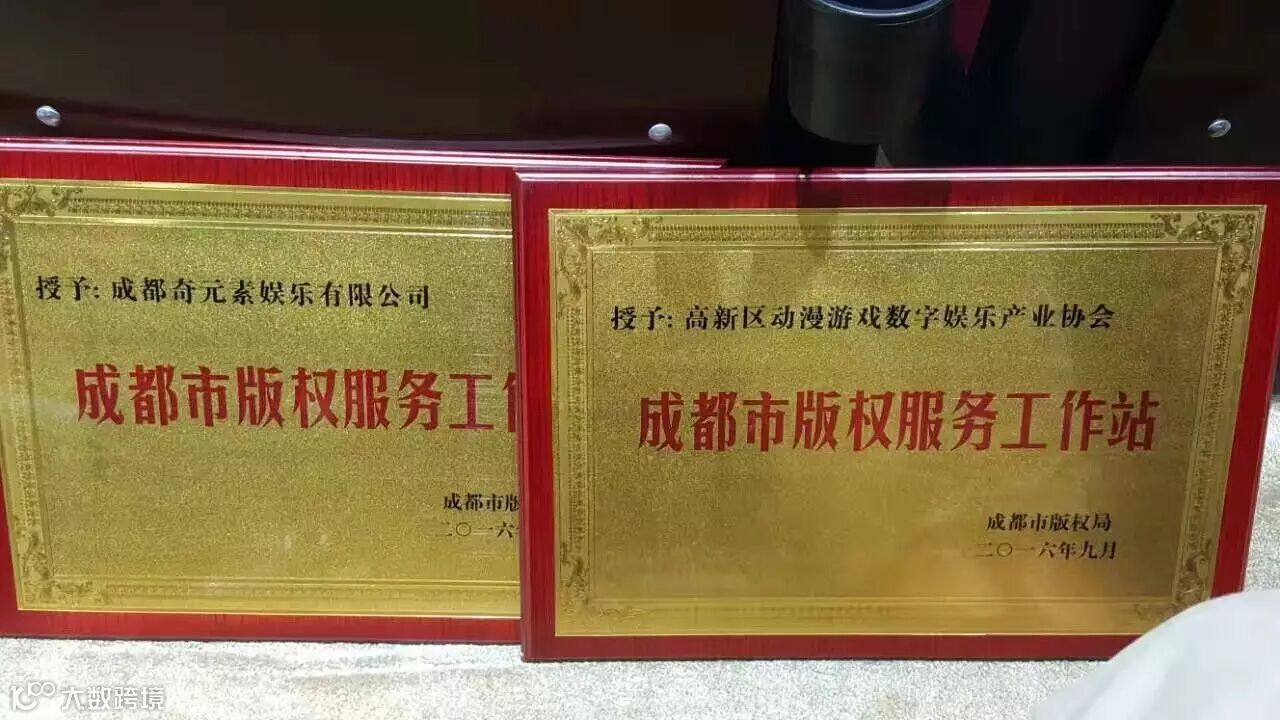 授予:成都奇元素娱乐有限公司
成都市版权服务工作
成都市版
二〇一六
授予:高新区动漫游戏数字娱乐产业协会
成都市版权服务工作站
成都市版权局
二〇一六年九月
大数跨境